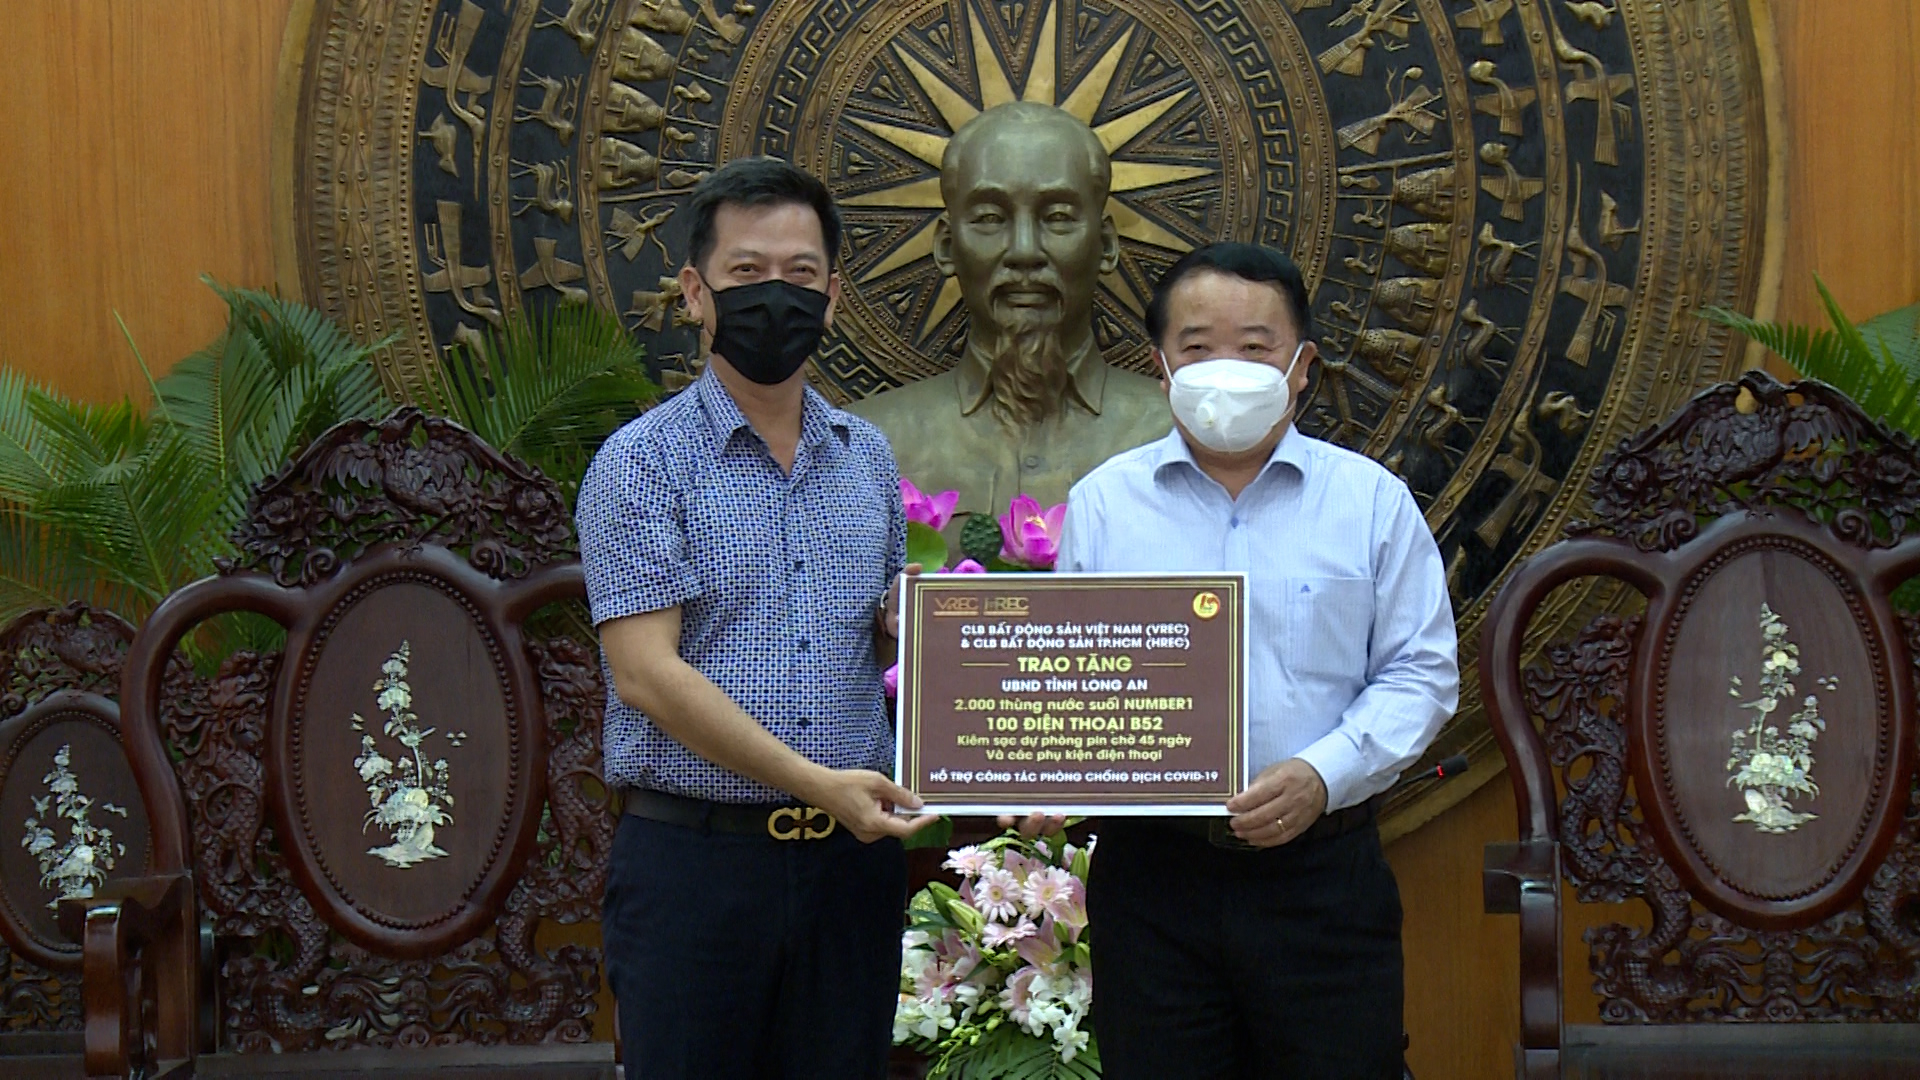 VREC HREC
CLB BẤT ĐỘNG SẢN VIỆT NAM (VREC)
& CLB BẤT ĐỘNG SẢN TP.HCM (HREC)
TRAO TẶNG
UBND TỈNH LONG AN
2.000 thùng nước suối NUMBER1
100 ĐIỆN THOẠI B52
Kiêm sạc dự phòng pin chờ 45 ngày
Và các phụ kiện điện thoại
HỖ TRỢ CÔNG TÁC PHÒNG CHỐNG DỊCH COVID-19